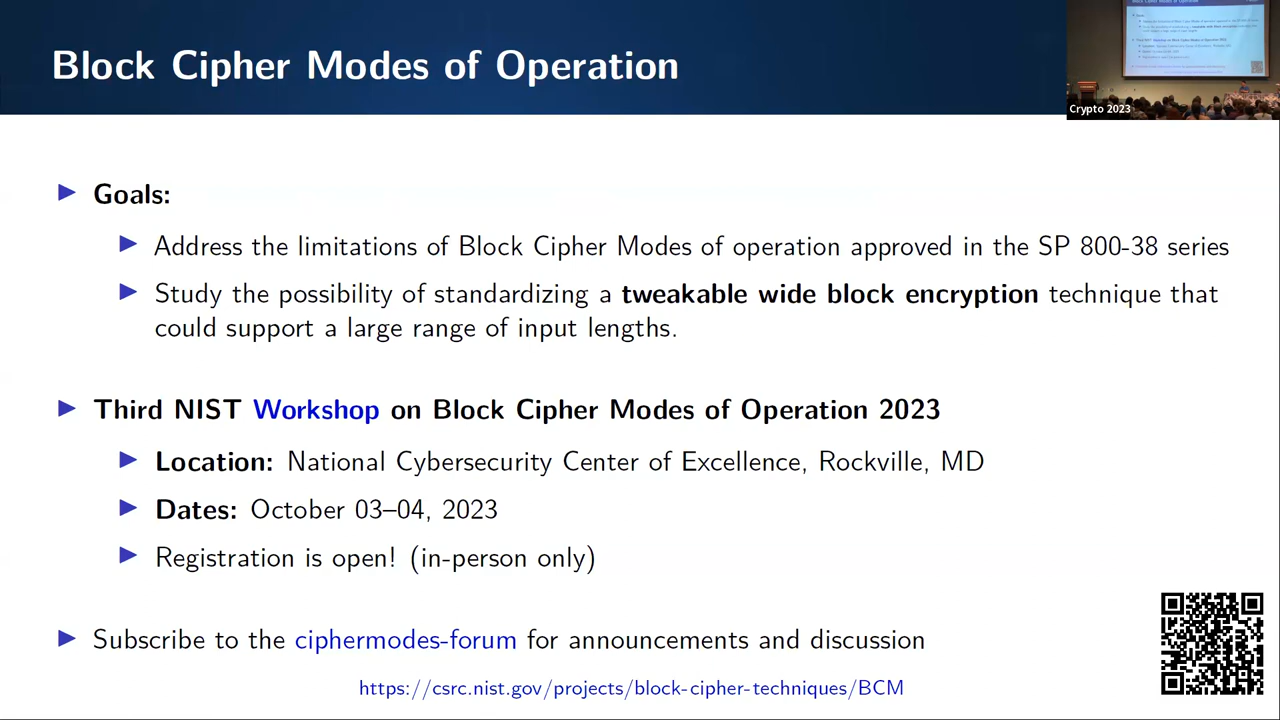 Block Cipher Modes of Operation
Crypto 2023
Goals:
Address the limitations of Block Cipher Modes of operation approved in the SP 800-38 series
Study the possibility of standardizing a tweakable wide block encryption technique that
could support a large range of input lengths.
Third NIST Workshop on Block Cipher Modes of Operation 2023
Location: National Cybersecurity Center of Excellence, Rockville, MD
Dates: October 03–04, 2023
Registration is open! (in-person only)
Subscribe to the ciphermodes-forum for announcements and discussion
https://csrc.nist.gov/projects/block-cipher-techniques/BCM